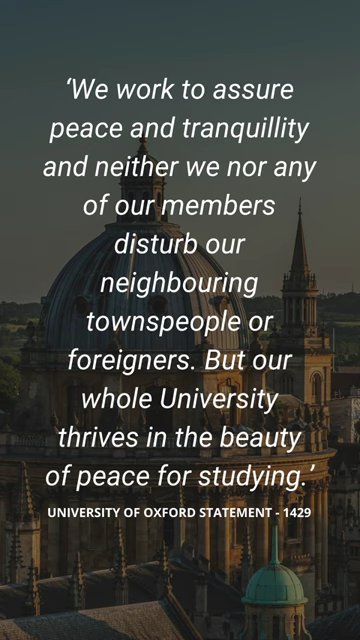 ‘We work to assure
peace and tranquillity
and neither we nor any
of our members
disturb our
neighbouring
townspeople or
foreigners. But our
whole University
thrives in the beauty
of peace for studying.’
UNIVERSITY OF OXFORD STATEMENT - 1429